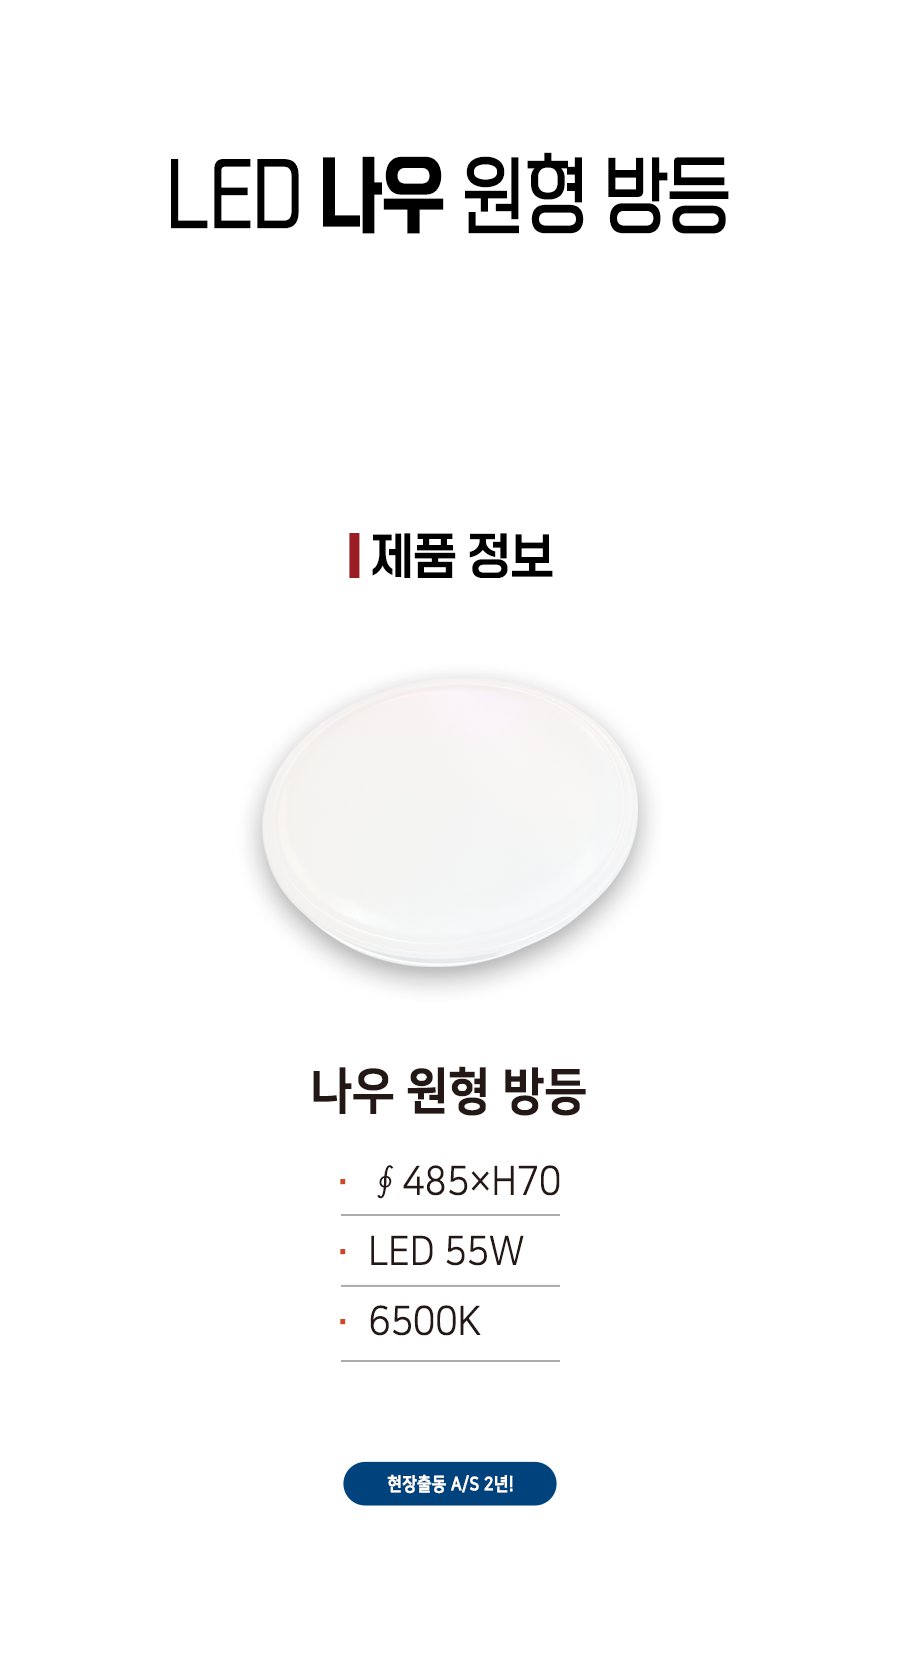 LED 나우 원형 방등
제품 정보
나우 원형 방등
· ∮ 485×H70
· LED 55W
· 6500K
현장출동 A/S 2년!